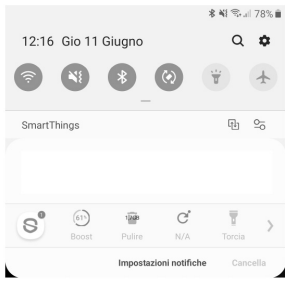 78%
12:16 Gio 11 Giugno
SmartThings
61%
Boost Pulire N/A Torcia
Impostazioni notifiche Cancella